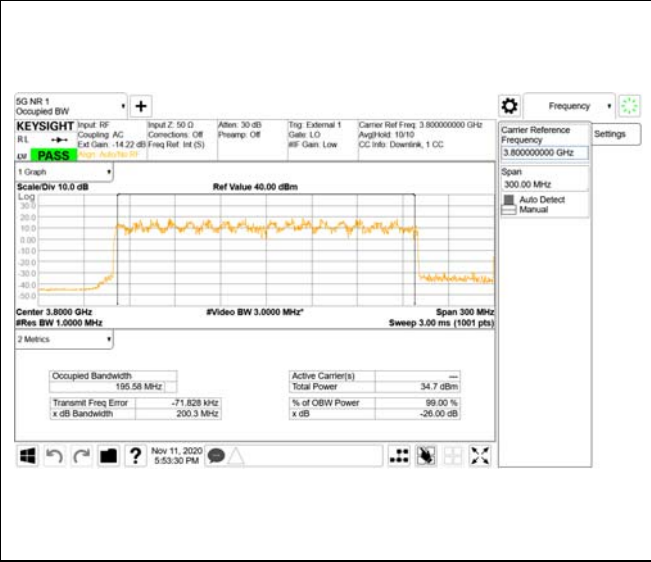 5G NR 1
Occupied BW
Frequency
KEYSIGHT
R L
PASS
Input: RF
Coupling: AC
Ext Gain: -14.22 dB
Align: Auto/No RF
Input Z: 50 Ω
Corrections: Off
Freq Ref: Int (S)
Atten: 30 dB
Preamp: Off
Trig: External 1
Gate: LO
#IF Gain: Low
Carrier Ref Freq: 3.800000000 GHz
Avg|Hold: 10/10
CC Info: Downlink, 1 CC
Carrier Reference
Frequency
3.800000000 GHz
Settings
Span
300.00 MHz
Auto Detect
Manual
1 Graph
Scale/Div 10.0 dB
Ref Value 40.00 dBm
Log
30.0
20.0
10.0
0.00
-10.0
-20.0
-30.0
-40.0
-50.0
Center 3.8000 GHz
#Video BW 3.0000 MHz*
Span 300 MHz
#Res BW 1.0000 MHz
Sweep 3.00 ms (1001 pts)
2 Metrics
Occupied Bandwidth
195.58 MHz
Active Carrier(s)
---
Total Power
34.7 dBm
Transmit Freq Error
-71.828 kHz
% of OBW Power
99.00 %
x dB Bandwidth
200.3 MHz
x dB
-26.00 dB
?
Nov 11, 2020
5:53:30 PM